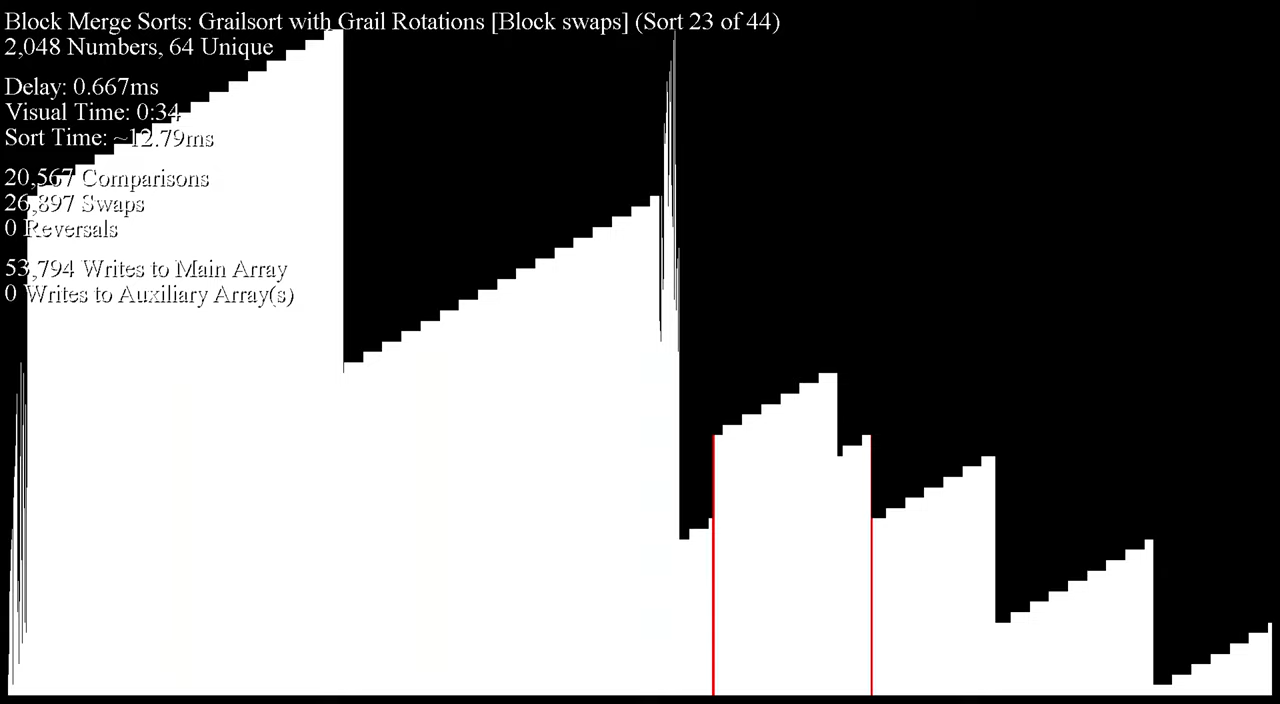 Block Merge Sorts: Grailsort with Grail Rotations [Block swaps] (Sort 23 of 44)
2,048 Numbers, 64 Unique
Delay: 0.667ms
Visual Time: 0:34
Sort Time: ~12.79ms
20,567 Comparisons
26,897 Swaps
0 Reversals
53,794 Writes to Main Array
0 Writes to Auxiliary Array(s)